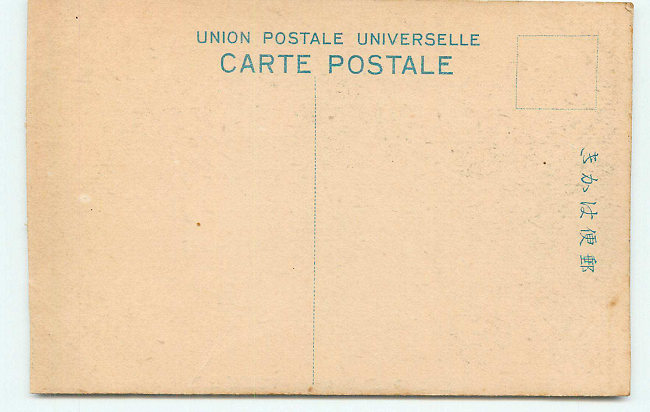 UNION POSTALE UNIVERSELLE
CARTE POSTALE
郵便はかき